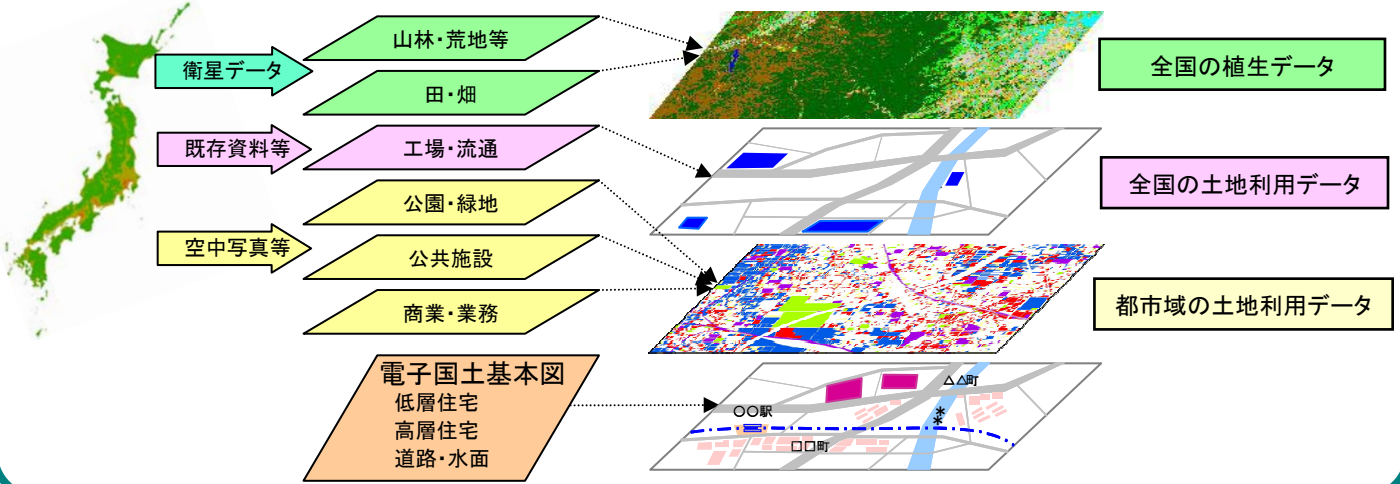 衛星データ
山林・荒地等
田・畑
全国の植生データ
既存資料等
工場・流通
全国の土地利用データ
空中写真等
公園・緑地
公共施設
商業・業務
都市域の土地利用データ
電子国土基本図
低層住宅
高層住宅
道路・水面
△△町
○○駅
□□町